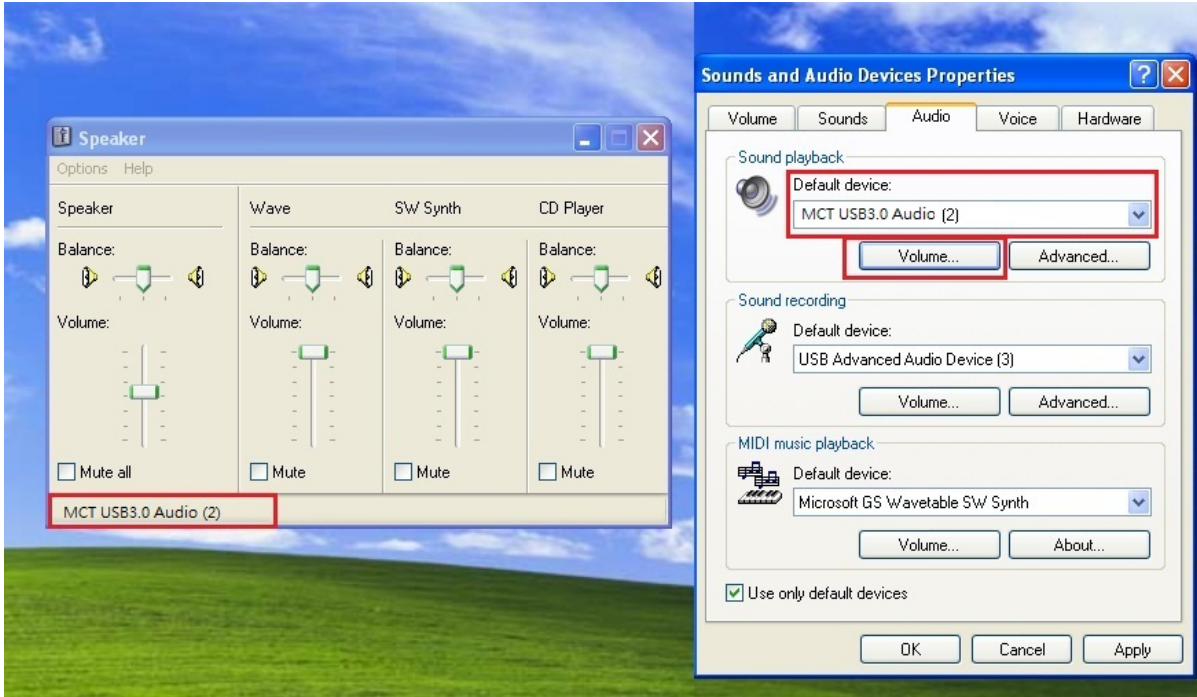 Speaker
Options Help
Speaker Wave SW Synth CD Player
Balance: Balance: Balance: Balance:
Volume: Volume: Volume: Volume:
Mute all Mute Mute Mute
MCT USB3.0 Audio (2)
Sounds and Audio Devices Properties
Volume Sounds Audio Voice Hardware
Sound playback
Default device:
MCT USB3.0 Audio (2)
Volume... Advanced...
Sound recording
Default device:
USB Advanced Audio Device (3)
Volume... Advanced...
MIDI music playback
Default device:
Microsoft GS Wavetable SW Synth
Volume... About...
Use only default devices
OK Cancel Apply